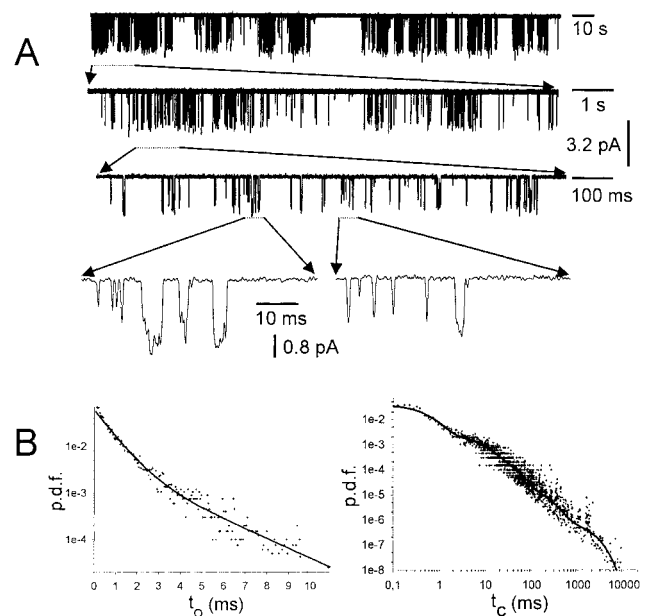 A
10 s
1 s
3.2 pA
100 ms
10 ms
0.8 pA
B
p.d.f.
1e-2
1e-3
1e-4
0 1 2 3 4 5 6 7 8 9 10
to (ms)
p.d.f.
1e-2
1e-3
1e-4
1e-5
1e-6
1e-7
1e-8
0,1 1 10 100 1000 10000
tc (ms)